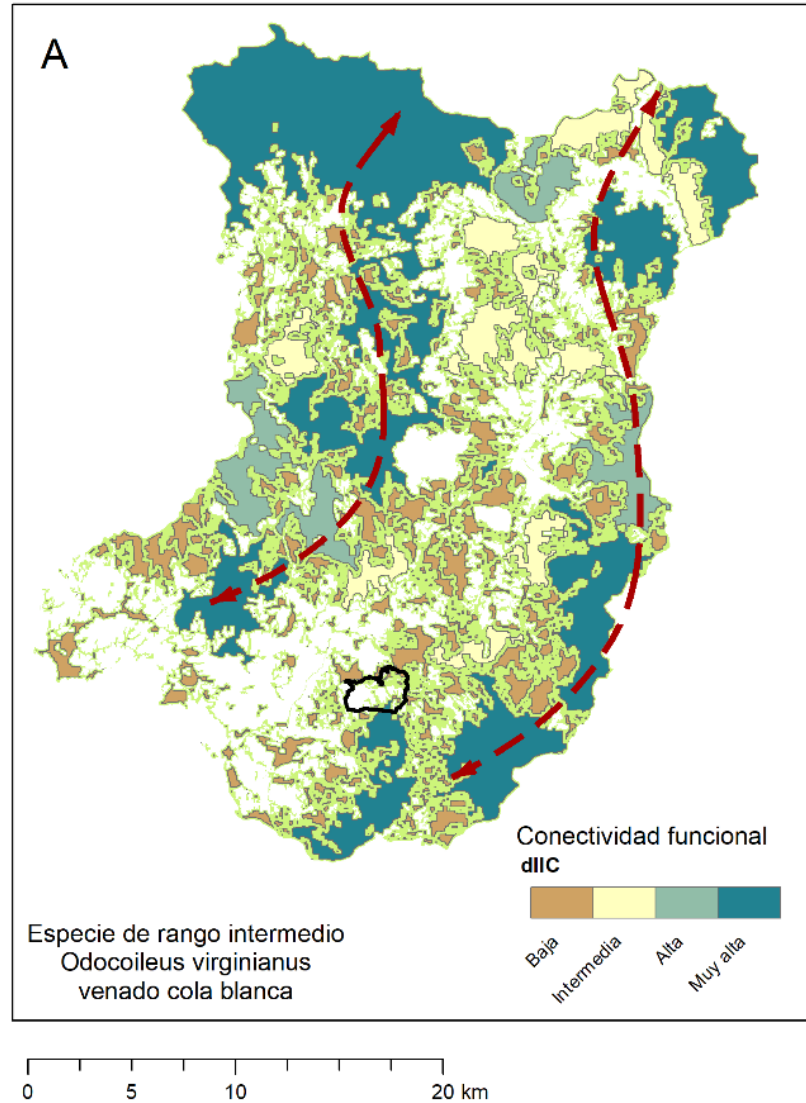 A
Conectividad funcional
dIIC
Baja
Intermedia
Alta
Muy alta
Especie de rango intermedio
Odocoileus virginianus
venado cola blanca
0 5 10 20 km